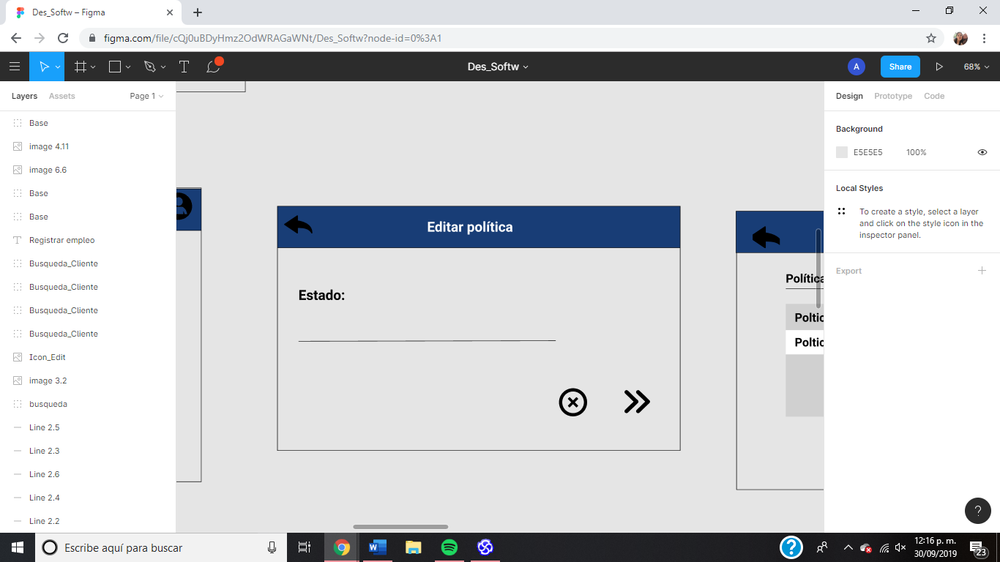 Des_Softw – Figma
figma.com/file/cQj0uBDyHmz2OdWRAGaWNt/Des_Softw?node-id=0%3A1
Des_Softw
A
Share
68%
Layers
Assets
Page 1
Base
image 4.11
image 6.6
Base
Base
Registrar empleo
Busqueda_Cliente
Busqueda_Cliente
Busqueda_Cliente
Busqueda_Cliente
Icon_Edit
image 3.2
busqueda
Line 2.5
Line 2.3
Line 2.6
Line 2.4
Line 2.2
Editar política
Estado:
Política
Poltic
Poltic
Design
Prototype
Code
Background
E5E5E5
100%
Local Styles
To create a style, select a layer
and click on the style icon in the
inspector panel.
Export
?
Escribe aquí para buscar
?
12:16 p. m.
30/09/2019
23